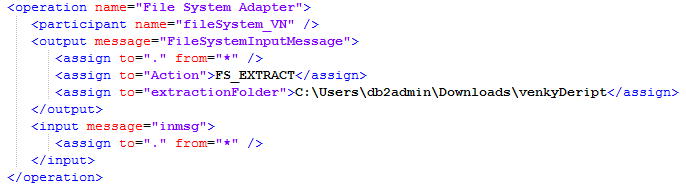 <operation name="File System Adapter">
<participant name="fileSystem_VN" />
<output message="FileSystemInputMessage">
<assign to="." from="*" />
<assign to="Action">FS_EXTRACT</assign>
<assign to="extractionFolder">C:\Users\db2admin\Downloads\venkyDeript</assign>
</output>
<input message="inmsg">
<assign to="." from="*" />
</input>
</operation>